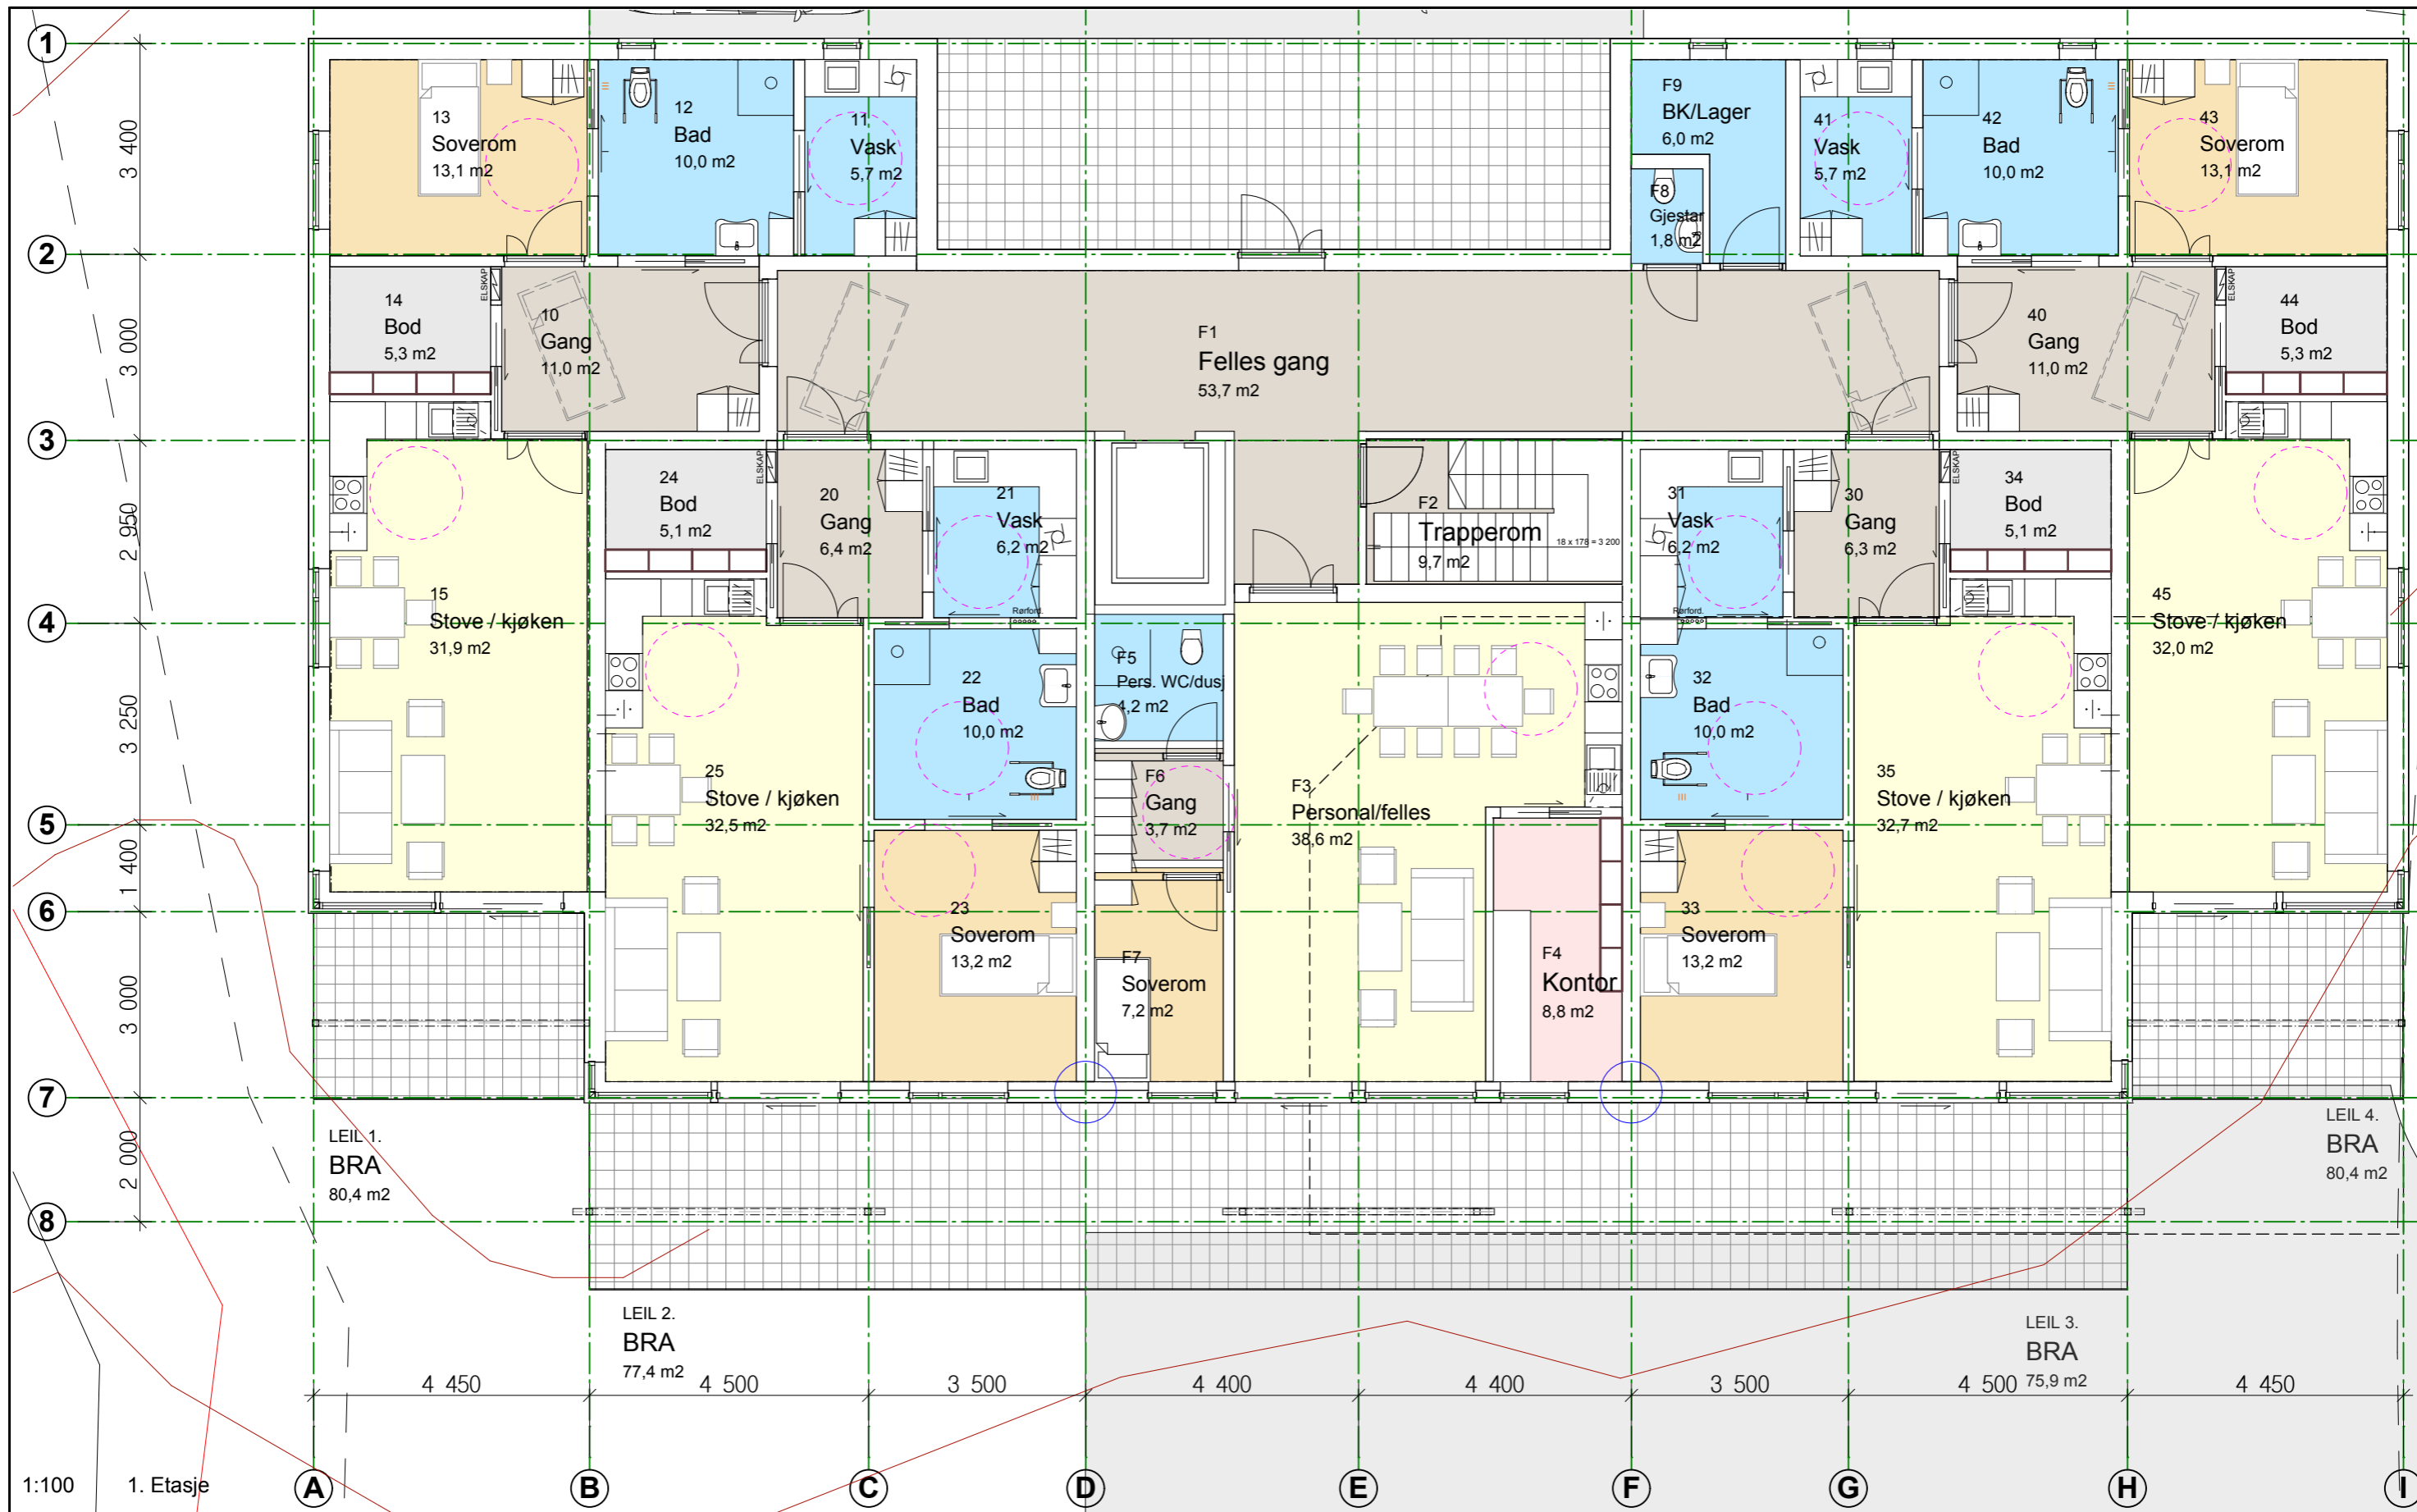 1
2
3
4
5
6
7
8
3 400
3 000
2 950
3 250
1 400
3 000
2 000
13
Soverom
13,1 m2
12
Bad
10,0 m2
11
Vask
5,7 m2
F9
BK/Lager
6,0 m2
F8
Gjestar
1,8 m2
41
Vask
5,7 m2
42
Bad
10,0 m2
43
Soverom
13,1 m2
14
Bod
5,3 m2
ELSKAP
10
Gang
11,0 m2
F1
Felles gang
53,7 m2
40
Gang
11,0 m2
ELSKAP
44
Bod
5,3 m2
24
Bod
5,1 m2
ELSKAP
20
Gang
6,4 m2
21
Vask
6,2 m2
Rørford.
F2
Trapperom
9,7 m2
18 x 178 = 3 200
31
Vask
6,2 m2
Rørford.
30
Gang
6,3 m2
ELSKAP
34
Bod
5,1 m2
15
Stove / kjøken
31,9 m2
45
Stove / kjøken
32,0 m2
25
Stove / kjøken
32,5 m2
22
Bad
10,0 m2
F5
Pers. WC/dusj
4,2 m2
F6
Gang
3,7 m2
F3
Personal/felles
38,6 m2
32
Bad
10,0 m2
35
Stove / kjøken
32,7 m2
23
Soverom
13,2 m2
F7
Soverom
7,2 m2
F4
Kontor
8,8 m2
33
Soverom
13,2 m2
LEIL 1.
BRA
80,4 m2
LEIL 4.
BRA
80,4 m2
LEIL 2.
BRA
77,4 m2
LEIL 3.
BRA
75,9 m2
4 450
4 500
3 500
4 400
4 400
3 500
4 500
4 450
1:100
1. Etasje
A
B
C
D
E
F
G
H
I